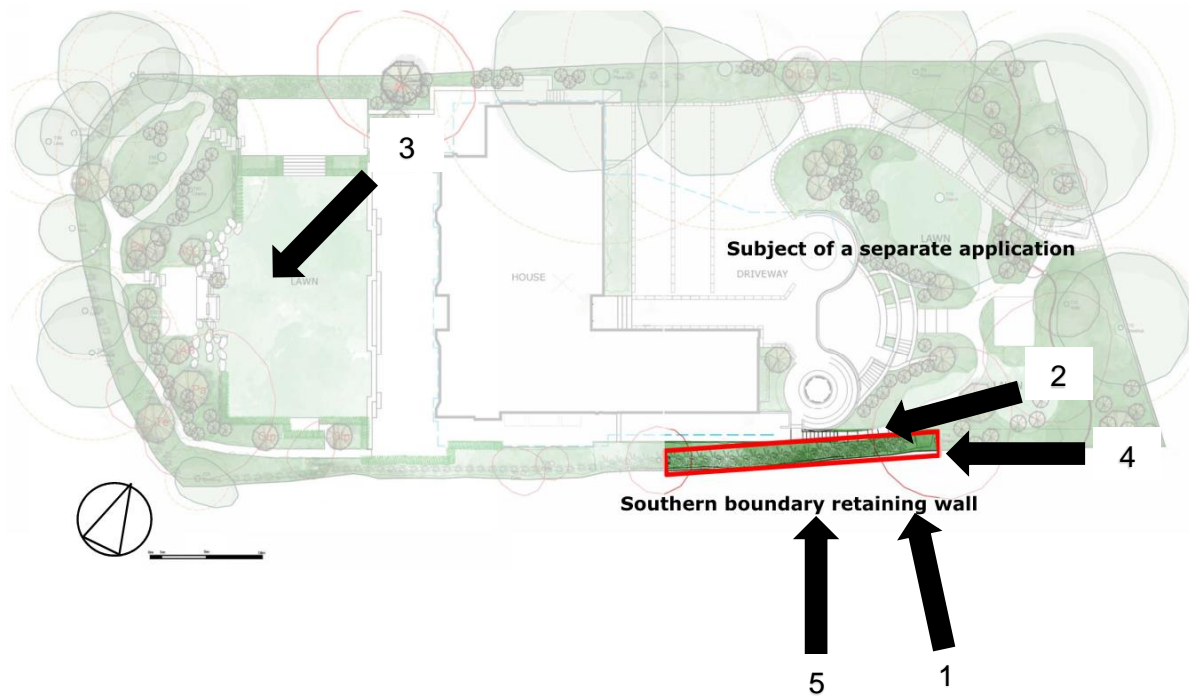 3
Subject of a separate application
LAWN
DRIVEWAY
HOUSE
LAWN
2
4
Southern boundary retaining wall
5
1